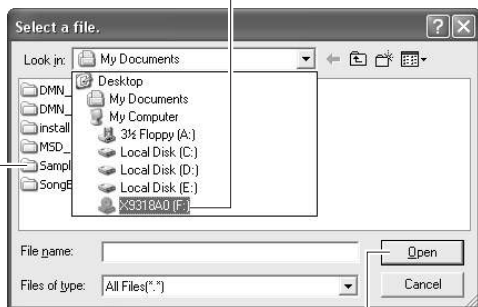 Select a file.
Look in: My Documents
Desktop
My Documents
My Computer
3½ Floppy (A:)
Local Disk (C:)
Local Disk (D:)
Local Disk (E:)
X9318A0 (F:)
DMN_
DMN_
install
MSD_
Sampl
SongE
File name:
Open
Files of type: All Files(*.*)
Cancel